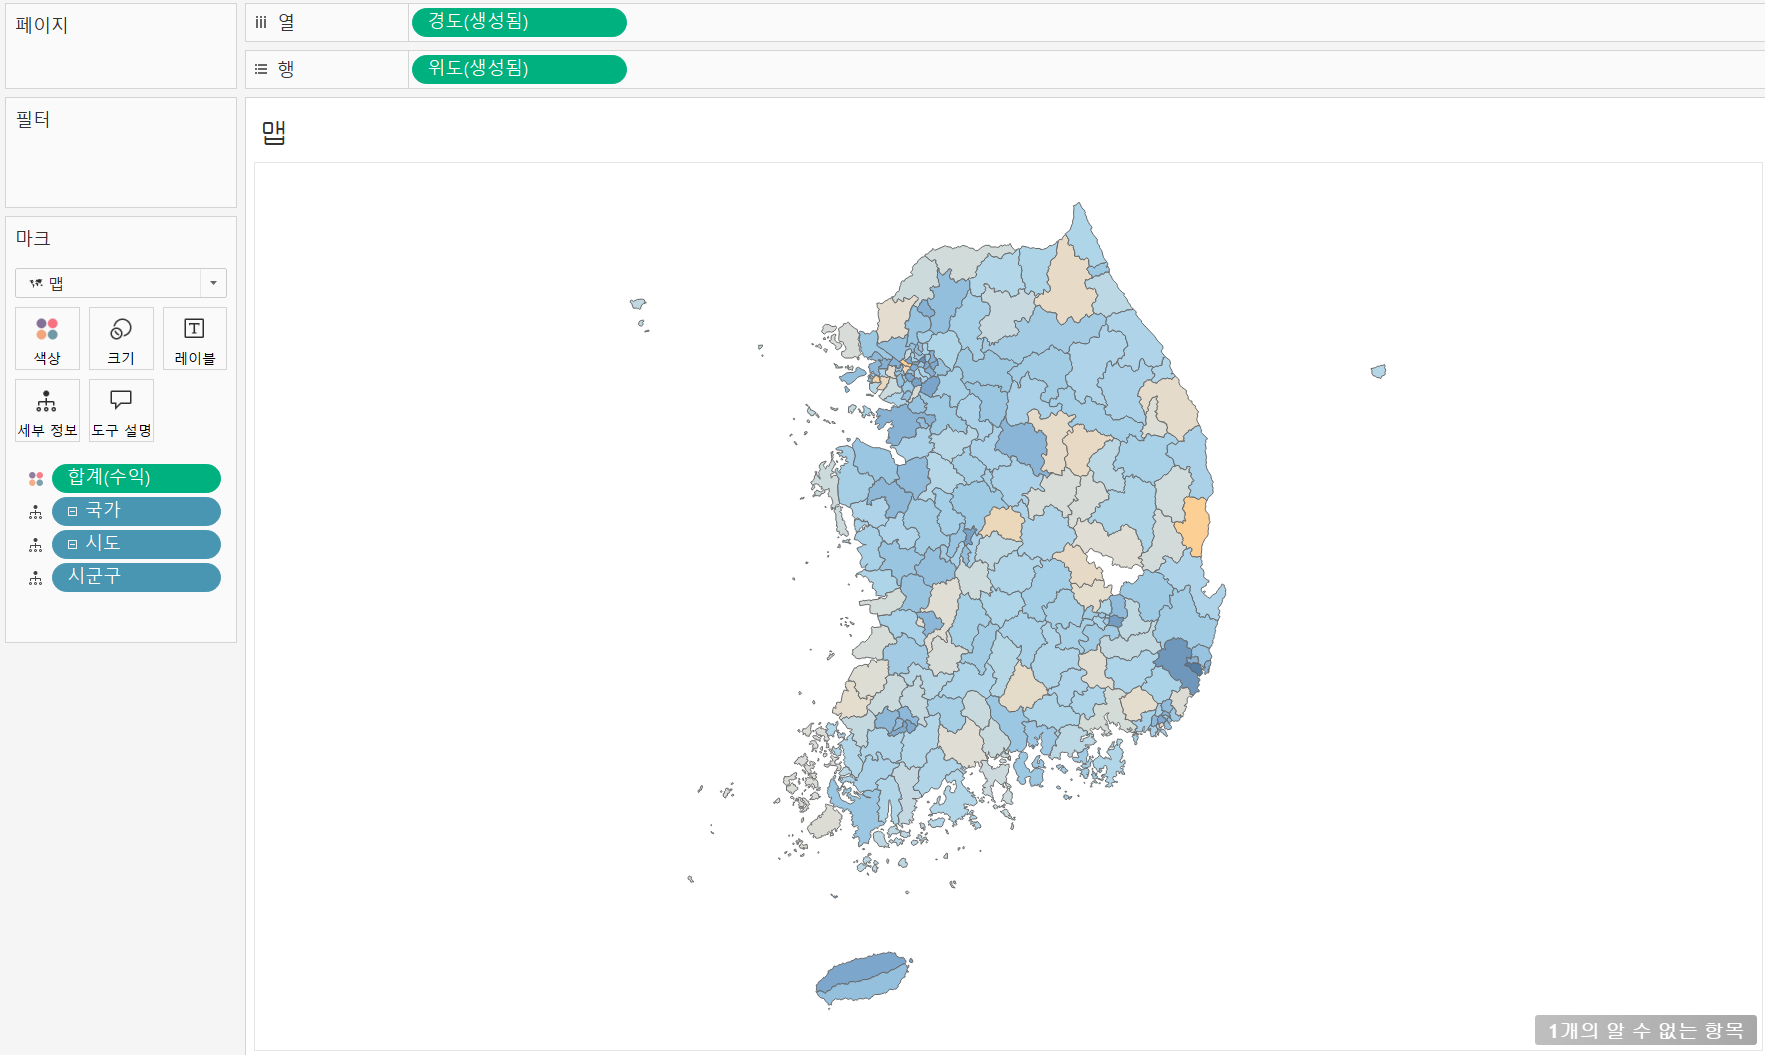 페이지
열
경도(생성됨)
행
위도(생성됨)
필터
맵
마크
맵
색상
크기
레이블
세부 정보
도구 설명
합계(수익)
국가
시도
시군구
1개의 알 수 없는 항목